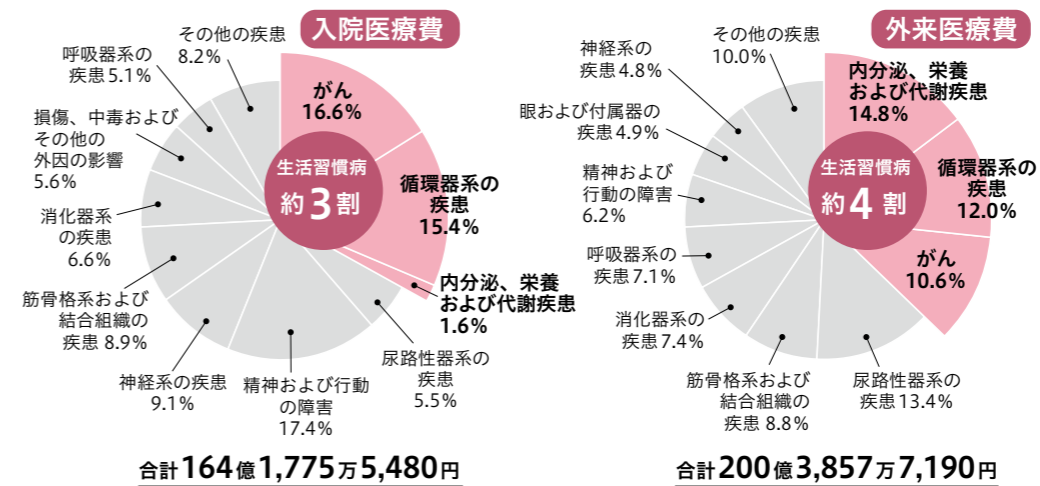 入院医療費
その他の疾患
8.2%
呼吸器系の
疾患5.1%
損傷、中毒および
その他の
外因の影響
5.6%
消化器系
の疾患
6.6%
筋骨格系および
結合組織の
疾患 8.9%
神経系の疾患
9.1%
精神および行動
の障害
17.4%
尿路性器系の
疾患
5.5%
内分泌、栄養
および代謝疾患
1.6%
循環器系の
疾患
15.4%
がん
16.6%
生活習慣病
約3割
合計164億1,775万5,480円
外来医療費
その他の疾患
10.0%
神経系の
疾患4.8%
眼および付属器の
疾患4.9%
精神および
行動の障害
6.2%
呼吸器系の
疾患7.1%
消化器系の
疾患7.4%
筋骨格系および
結合組織の
疾患 8.8%
尿路性器系の
疾患13.4%
がん
10.6%
循環器系の
疾患
12.0%
内分泌、栄養
および代謝疾患
14.8%
生活習慣病
約4割
合計200億3,857万7,190円